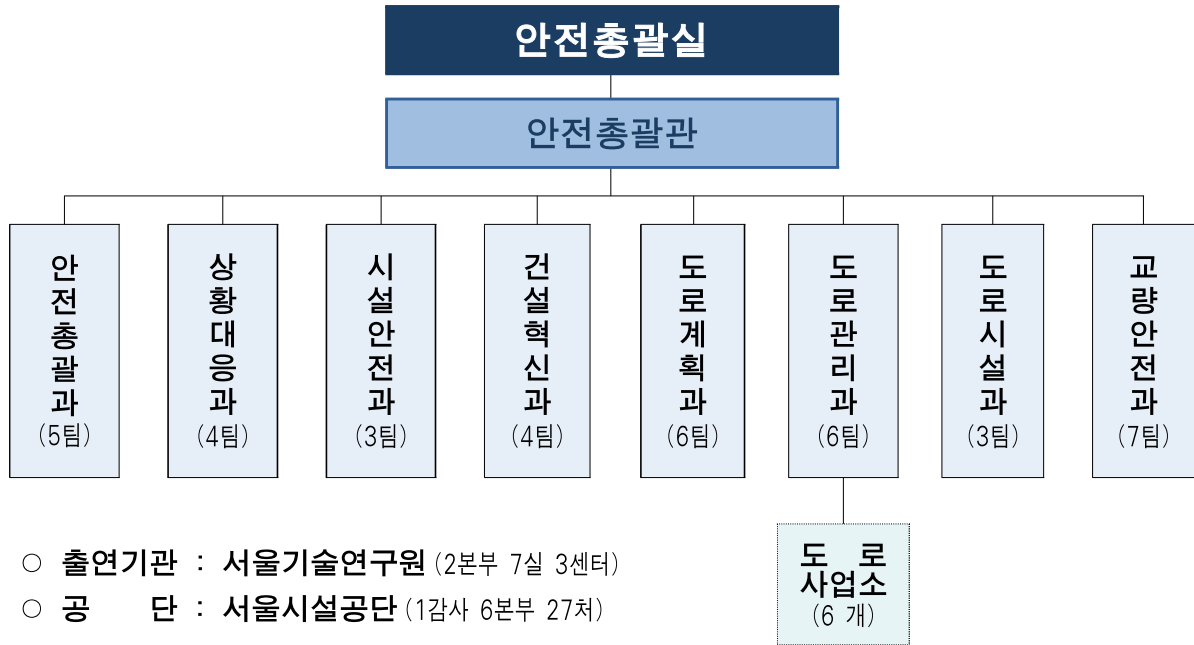 안전총괄실
안전총괄관
안전총괄과
(5팀)
상황대응과
(4팀)
시설안전과
(3팀)
건설혁신과
(4팀)
도로계획과
(6팀)
도로관리과
(6팀)
도로시설과
(3팀)
교량안전과
(7팀)
도 로
사업소
(6 개)
○ 출연기관 : 서울기술연구원 (2본부 7실 3센터)
○ 공 단 : 서울시설공단 (1감사 6본부 27처)